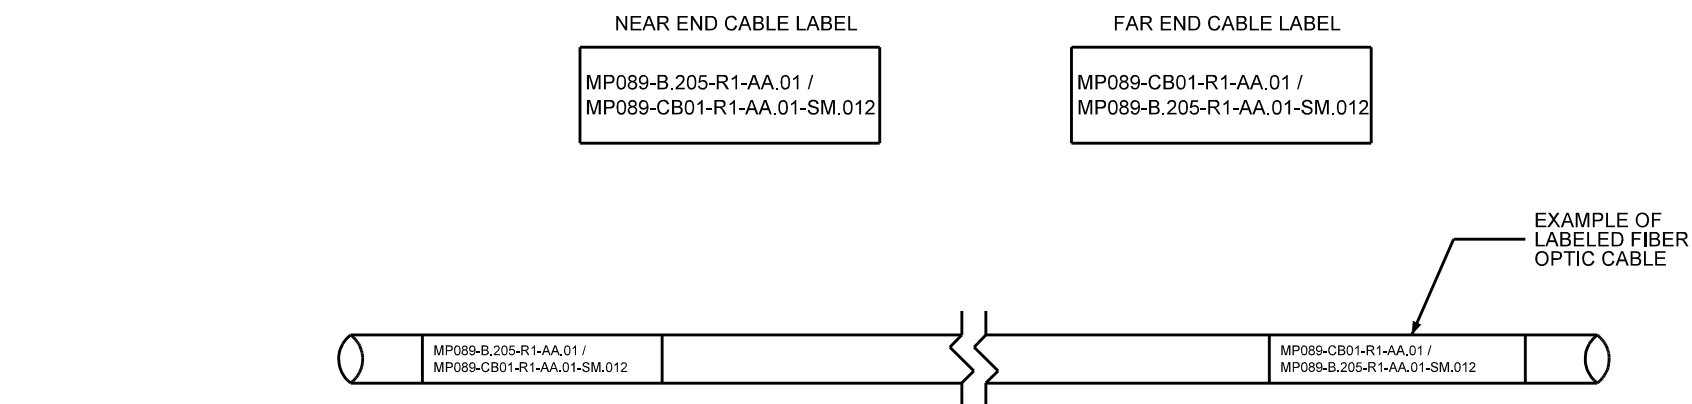 NEAR END CABLE LABEL
MP089-B.205-R1-AA.01 /
MP089-CB01-R1-AA.01-SM.012
FAR END CABLE LABEL
MP089-CB01-R1-AA.01 /
MP089-B.205-R1-AA.01-SM.012
EXAMPLE OF
LABELED FIBER
OPTIC CABLE
MP089-B.205-R1-AA.01 /
MP089-CB01-R1-AA.01-SM.012
MP089-CB01-R1-AA.01 /
MP089-B.205-R1-AA.01-SM.012